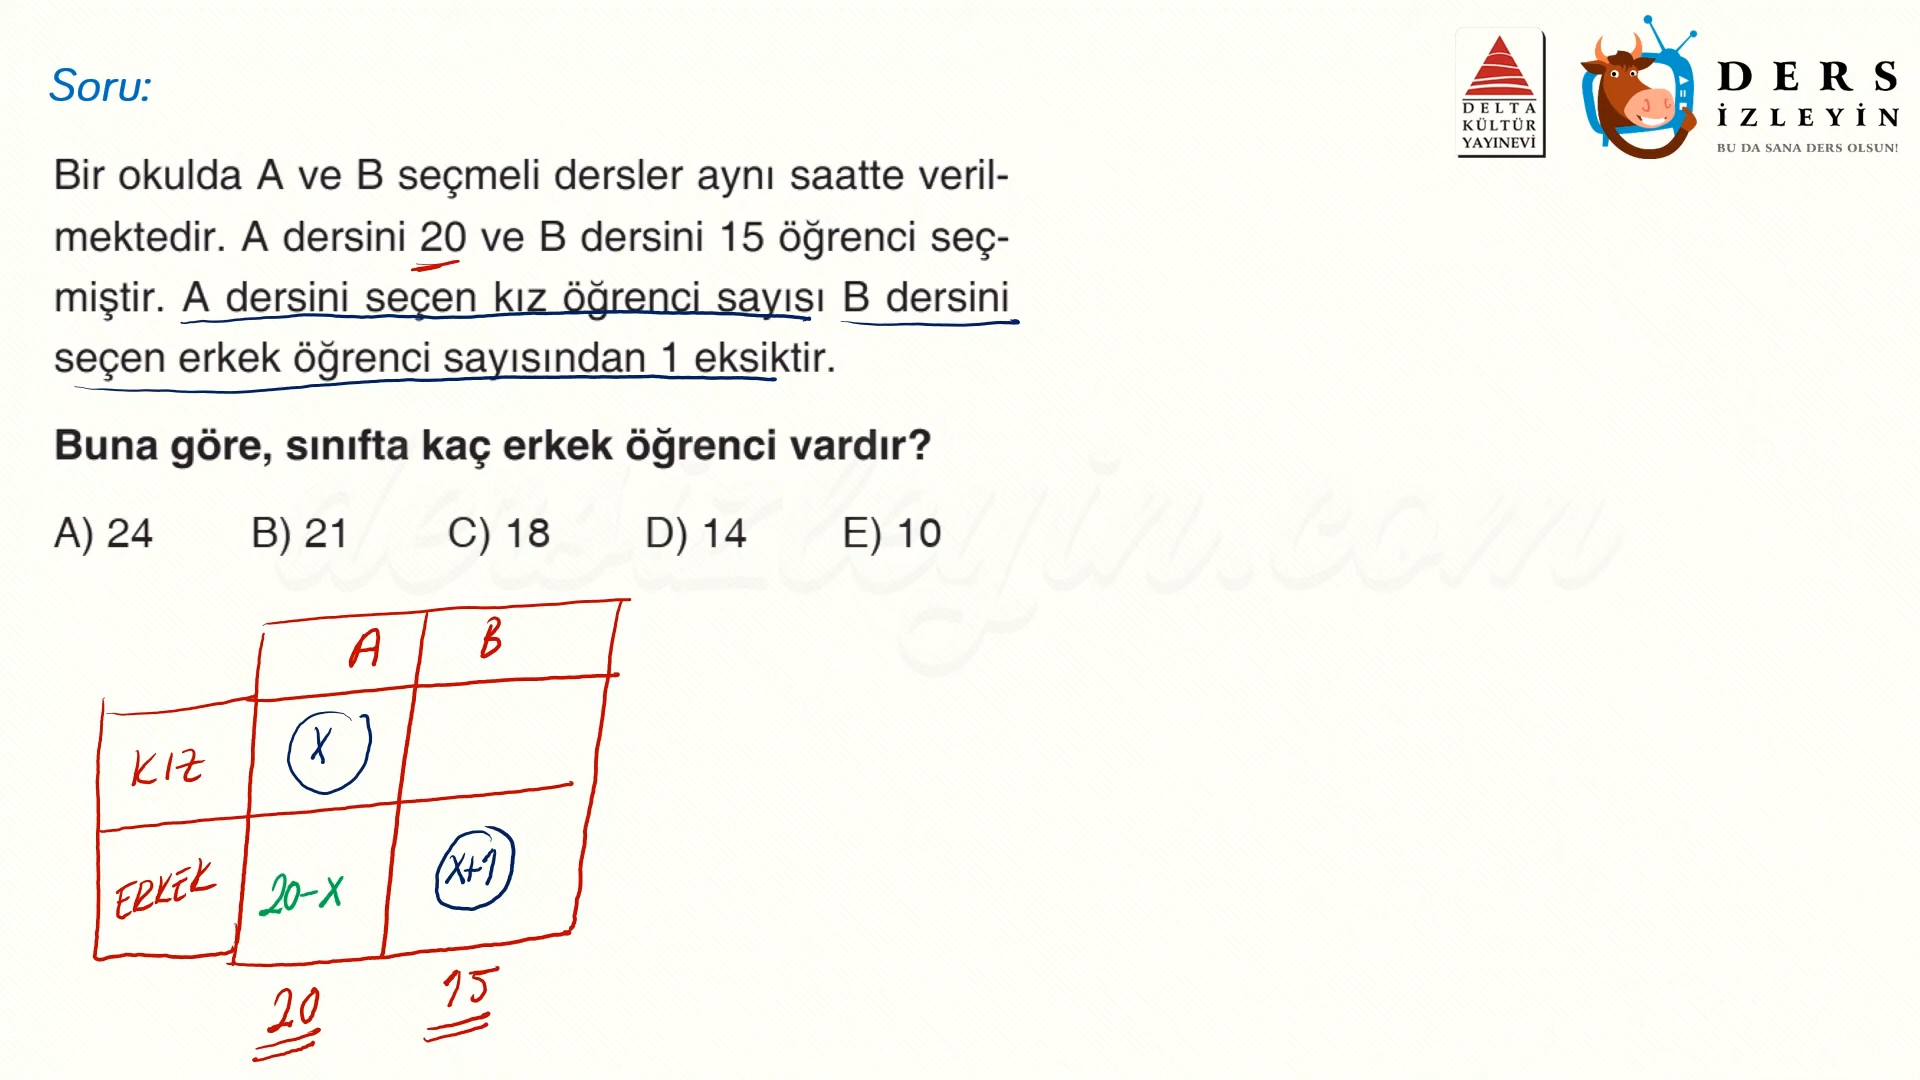 Soru:
DELTA
KÜLTÜR
YAYINEVİ
DERS
İZLEYİN
BU DA SANA DERS OLSUN!
Bir okulda A ve B seçmeli dersler aynı saatte veril-
mektedir. A dersini 20 ve B dersini 15 öğrenci seç-
miştir. A dersini seçen kız öğrenci sayısı B dersini
seçen erkek öğrenci sayısından 1 eksiktir.
Buna göre, sınıfta kaç erkek öğrenci vardır?
A) 24 B) 21 C) 18 D) 14 E) 10
dersizleyin.com
A B
KIZ X
ERKEK 20-X X+1
20 15